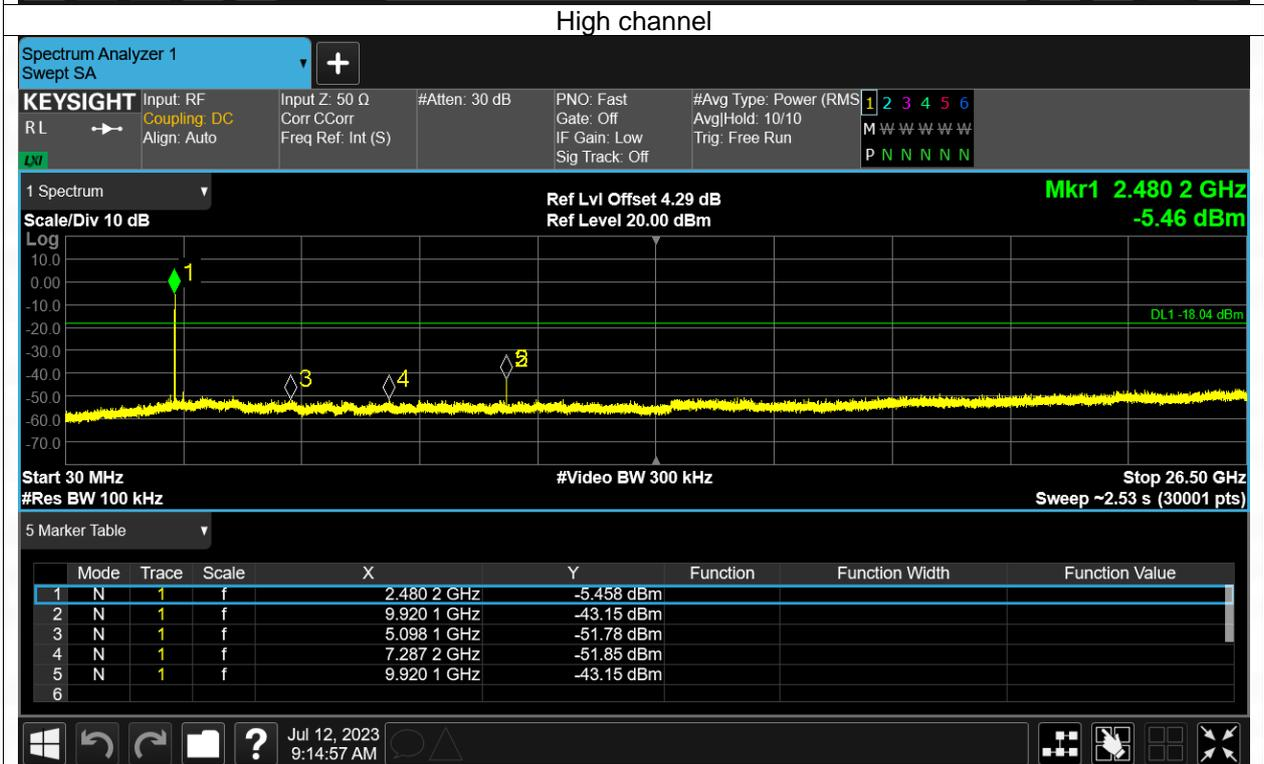 High channel
Spectrum Analyzer 1
Swept SA
+
KEYSIGHT
RL
LXI
Input: RF
Coupling: DC
Align: Auto
Input Z: 50 Ω
Corr CCorr
Freq Ref: Int (S)
#Atten: 30 dB
PNO: Fast
Gate: Off
IF Gain: Low
Sig Track: Off
#Avg Type: Power (RMS
Avg|Hold: 10/10
Trig: Free Run
1 2 3 4 5 6
M W W W W W
P N N N N N
1 Spectrum
Scale/Div 10 dB
Ref Lvl Offset 4.29 dB
Ref Level 20.00 dBm
Mkr1 2.480 2 GHz
-5.46 dBm
Log
10.0
0.00
-10.0
-20.0
-30.0
-40.0
-50.0
-60.0
-70.0
1
3
4
DL1 -18.04 dBm
Start 30 MHz
#Video BW 300 kHz
Stop 26.50 GHz
#Res BW 100 kHz
Sweep ~2.53 s (30001 pts)
5 Marker Table
Mode Trace Scale X Y Function Function Width Function Value
1 N 1 f 2.480 2 GHz -5.458 dBm
2 N 1 f 9.920 1 GHz -43.15 dBm
3 N 1 f 5.098 1 GHz -51.78 dBm
4 N 1 f 7.287 2 GHz -51.85 dBm
5 N 1 f 9.920 1 GHz -43.15 dBm
6
?
Jul 12, 2023
9:14:57 AM